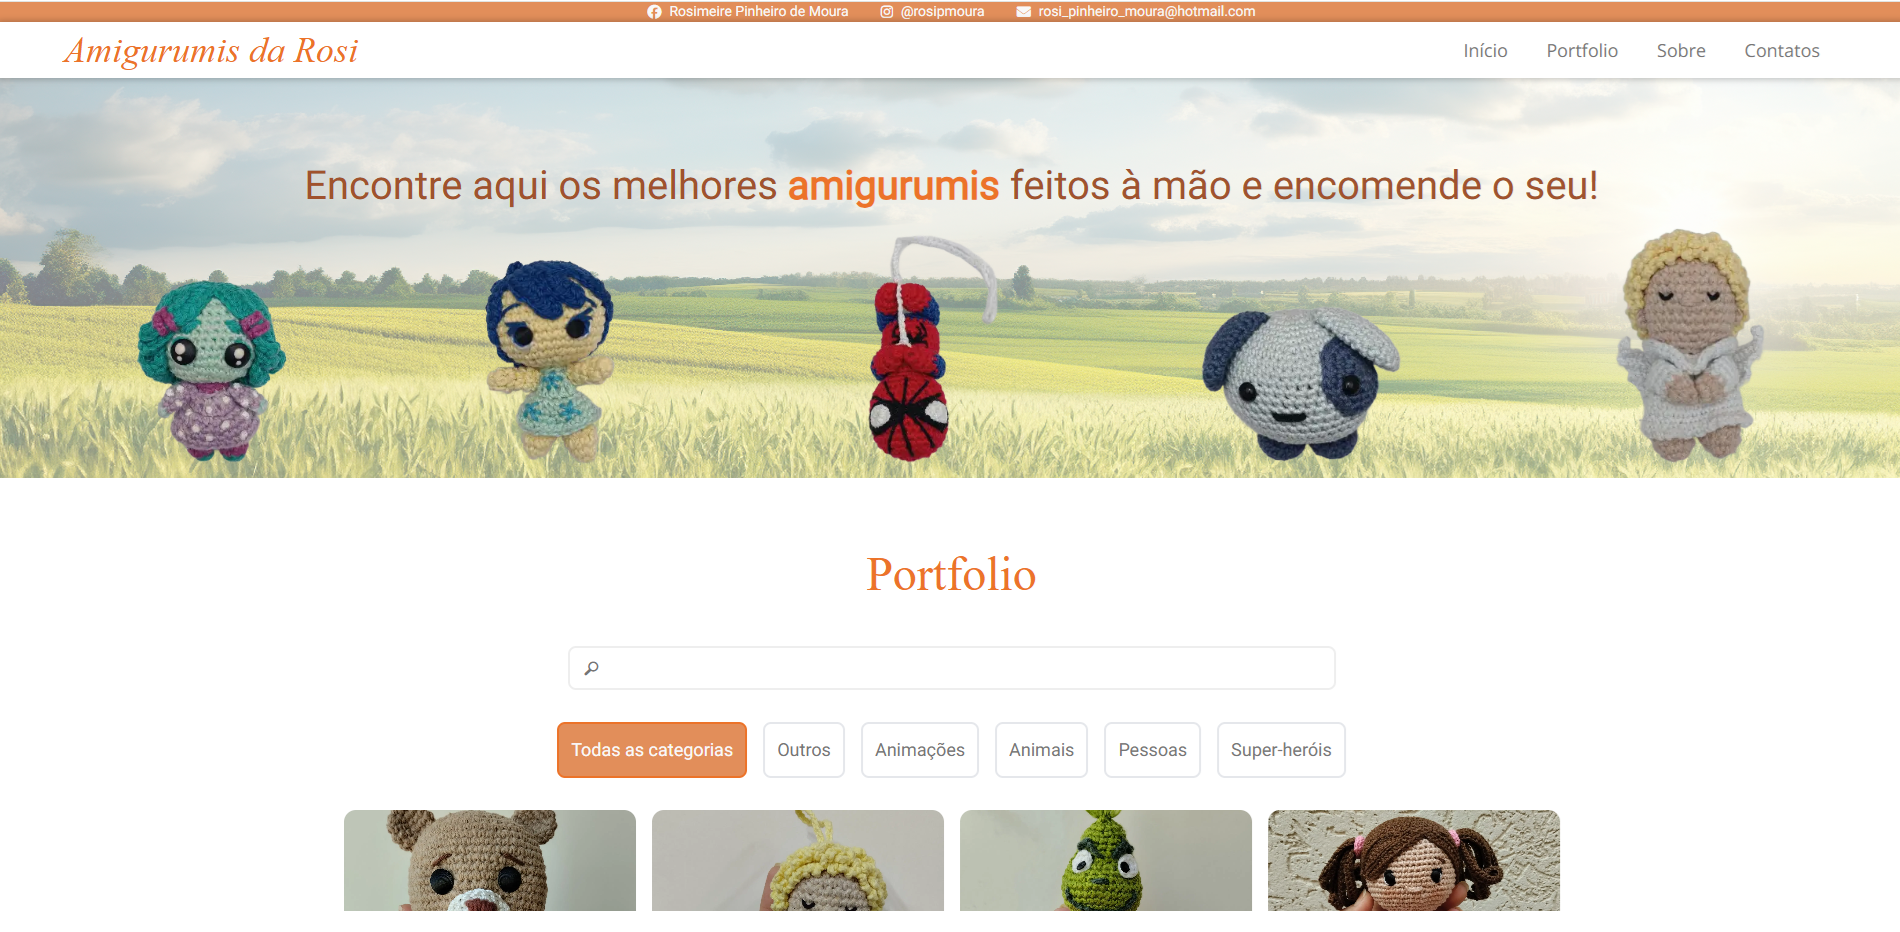 Rosimeire Pinheiro de Moura @rosipmoura rosi_pinheiro_moura@hotmail.com
Amigurumis da Rosi Início Portfolio Sobre Contatos
Encontre aqui os melhores amigurumis feitos à mão e encomende o seu!
Portfolio
Todas as categorias Outros Animações Animais Pessoas Super-heróis